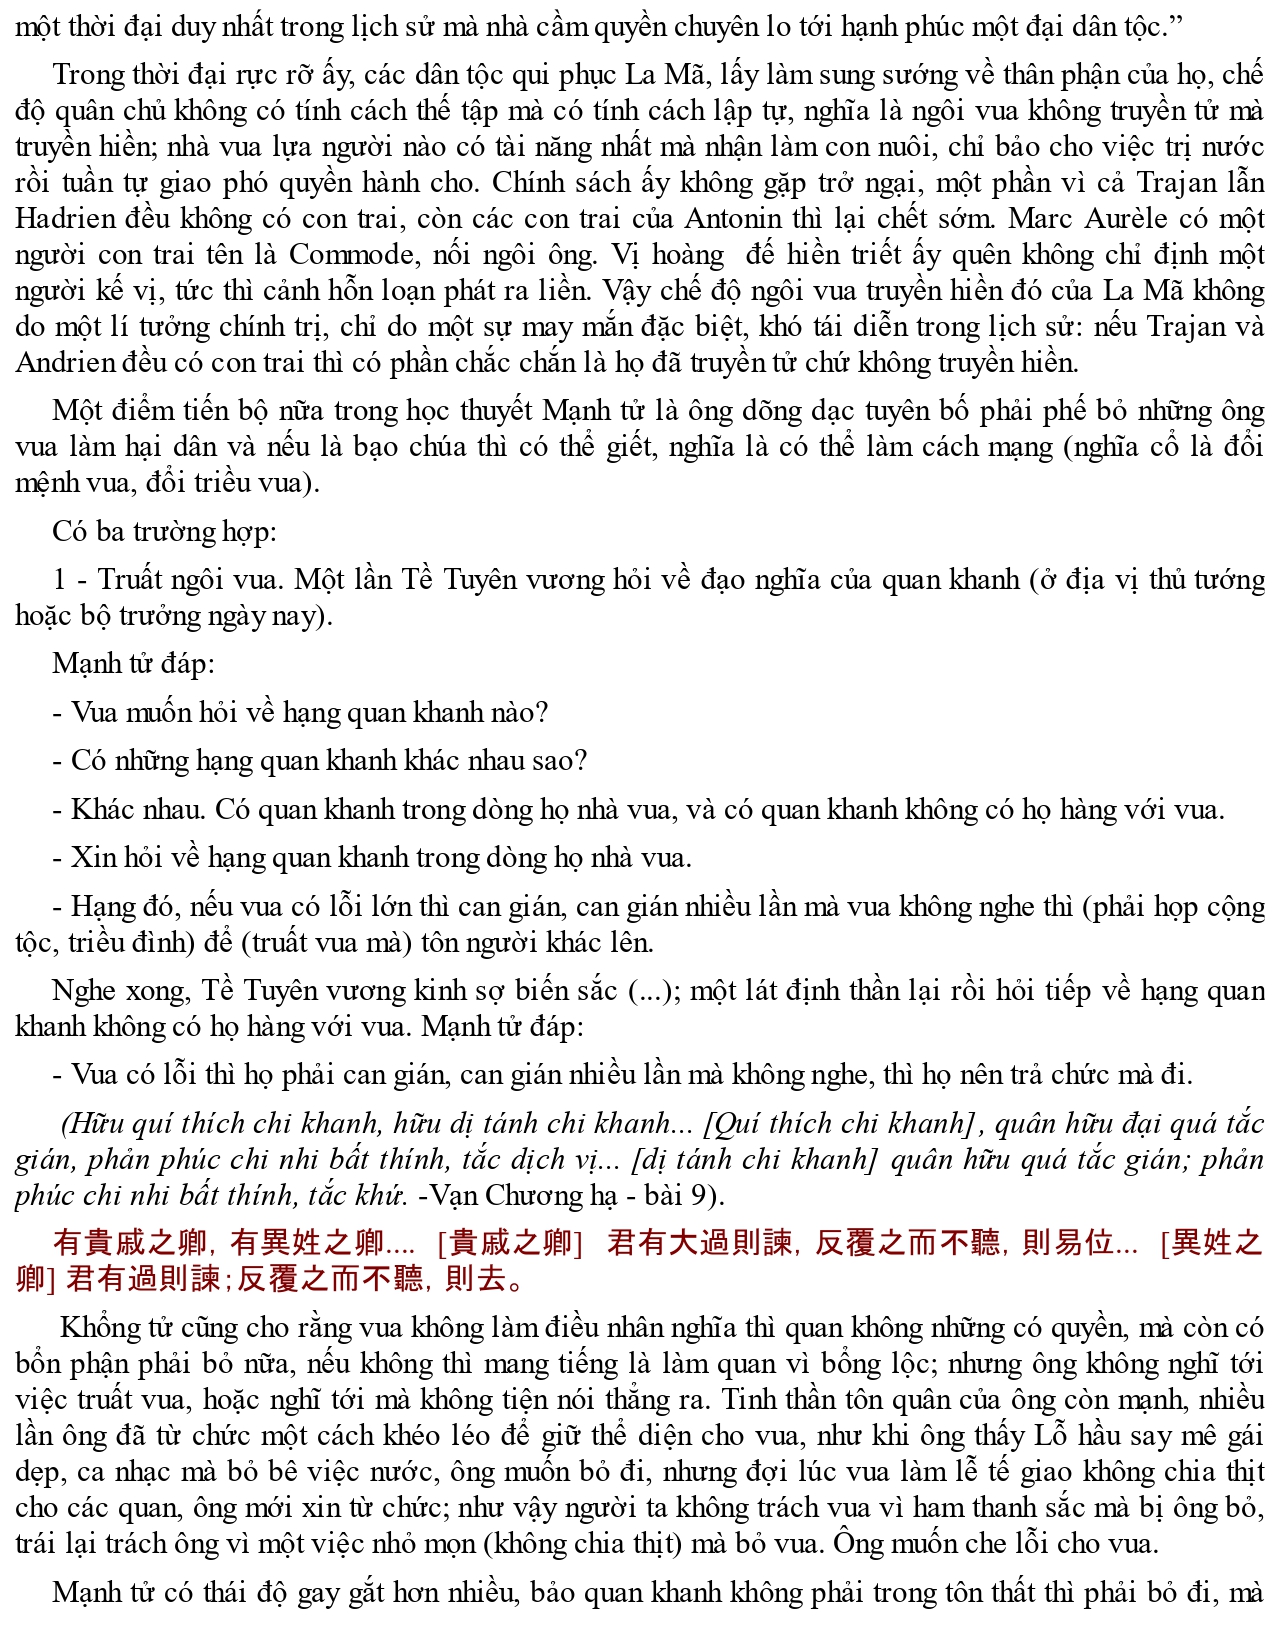 một thời đại duy nhất trong lịch sử mà nhà cầm quyền chuyên lo tới hạnh phúc một đại dân tộc.”
Trong thời đại rực rỡ ấy, các dân tộc qui phục La Mã, lấy làm sung sướng về thân phận của họ, chế
độ quân chủ không có tính cách thế tập mà có tính cách lập tự, nghĩa là ngôi vua không truyền tử mà
truyền hiền; nhà vua lựa người nào có tài năng nhất mà nhận làm con nuôi, chỉ bảo cho việc trị nước
rồi tuần tự giao phó quyền hành cho. Chính sách ấy không gặp trở ngại, một phần vì cả Trajan lẫn
Hadrien đều không có con trai, còn các con trai của Antonin thì lại chết sớm. Marc Aurèle có một
người con trai tên là Commode, nối ngôi ông. Vị hoàng đế hiền triết ấy quên không chỉ định một
người kế vị, tức thì cảnh hỗn loạn phát ra liền. Vậy chế độ ngôi vua truyền hiền đó của La Mã không
do một lí tưởng chính trị, chỉ do một sự may mắn đặc biệt, khó tái diễn trong lịch sử: nếu Trajan và
Andrien đều có con trai thì có phần chắc chắn là họ đã truyền tử chứ không truyền hiền.
Một điểm tiến bộ nữa trong học thuyết Mạnh tử là ông dõng dạc tuyên bố phải phế bỏ những ông
vua làm hại dân và nếu là bạo chúa thì có thể giết, nghĩa là có thể làm cách mạng (nghĩa cổ là đổi
mệnh vua, đổi triều vua).
Có ba trường hợp:
1 - Truất ngôi vua. Một lần Tề Tuyên vương hỏi về đạo nghĩa của quan khanh (ở địa vị thủ tướng
hoặc bộ trưởng ngày nay).
Mạnh tử đáp:
- Vua muốn hỏi về hạng quan khanh nào?
- Có những hạng quan khanh khác nhau sao?
- Khác nhau. Có quan khanh trong dòng họ nhà vua, và có quan khanh không có họ hàng với vua.
- Xin hỏi về hạng quan khanh trong dòng họ nhà vua.
- Hạng đó, nếu vua có lỗi lớn thì can gián, can gián nhiều lần mà vua không nghe thì (phải họp cộng
tộc, triều đình) để (truất vua mà) tôn người khác lên.
Nghe xong, Tề Tuyên vương kinh sợ biến sắc (...); một lát định thần lại rồi hỏi tiếp về hạng quan
khanh không có họ hàng với vua. Mạnh tử đáp:
- Vua có lỗi thì họ phải can gián, can gián nhiều lần mà không nghe, thì họ nên trả chức mà đi.
(Hữu quí thích chi khanh, hữu dị tánh chi khanh... [Quí thích chi khanh], quân hữu đại quá tắc
gián, phản phúc chi nhi bất thính, tắc dịch vị... [dị tánh chi khanh] quân hữu quá tắc gián; phản
phúc chi nhi bất thính, tắc khứ. -Vạn Chương hạ - bài 9).
有貴戚之卿, 有異姓之卿.... [貴戚之卿] 君有大過則諫, 反覆之而不聽, 則易位... [異姓之
卿] 君有過則諫;反覆之而不聽, 則去。
Khổng tử cũng cho rằng vua không làm điều nhân nghĩa thì quan không những có quyền, mà còn có
bổn phận phải bỏ nữa, nếu không thì mang tiếng là làm quan vì bổng lộc; nhưng ông không nghĩ tới
việc truất vua, hoặc nghĩ tới mà không tiện nói thẳng ra. Tinh thần tôn quân của ông còn mạnh, nhiều
lần ông đã từ chức một cách khéo léo để giữ thể diện cho vua, như khi ông thấy Lỗ hầu say mê gái
dẹp, ca nhạc mà bỏ bê việc nước, ông muốn bỏ đi, nhưng đợi lúc vua làm lễ tế giao không chia thịt
cho các quan, ông mới xin từ chức; như vậy người ta không trách vua vì ham thanh sắc mà bị ông bỏ,
trái lại trách ông vì một việc nhỏ mọn (không chia thịt) mà bỏ vua. Ông muốn che lỗi cho vua.
Mạnh tử có thái độ gay gắt hơn nhiều, bảo quan khanh không phải trong tôn thất thì phải bỏ đi, mà